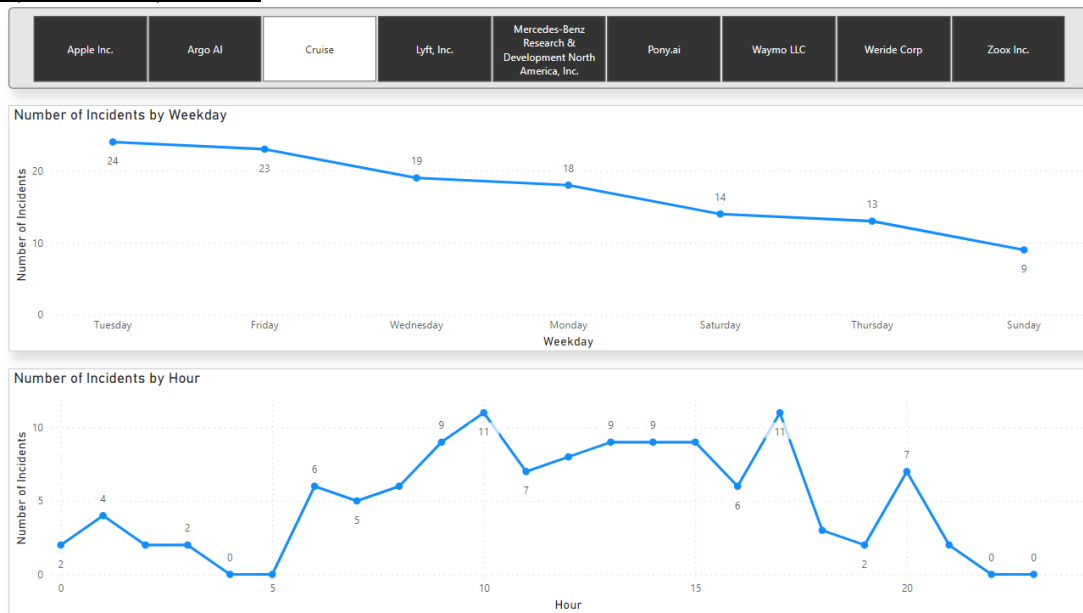 Apple Inc.
Argo AI
Cruise
Lyft, Inc.
Mercedes-Benz
Research &
Development North
America, Inc.
Pony.ai
Waymo LLC
Weride Corp
Zoox Inc.
Number of Incidents by Weekday
Number of Incidents
20
10
0
24
23
19
18
14
13
9
Tuesday
Friday
Wednesday
Monday
Saturday
Thursday
Sunday
Weekday
Number of Incidents by Hour
Number of Incidents
10
5
0
2
4
2
0
6
5
9
11
7
9
9
6
11
2
7
0
0
0
5
10
15
20
Hour